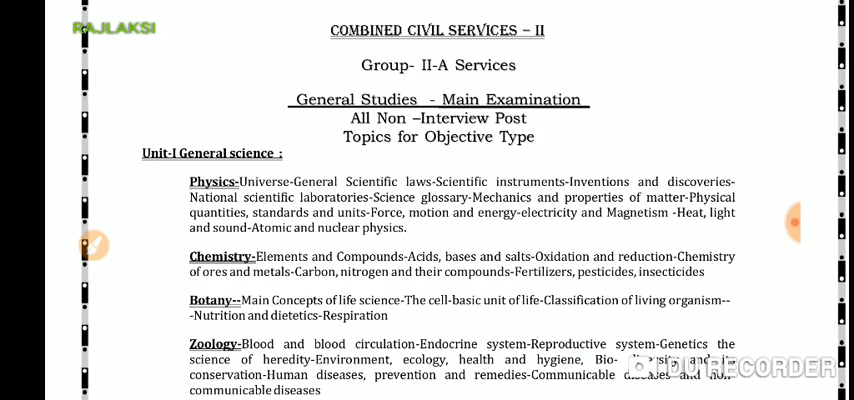 RAJLAKSI
COMBINED CIVIL SERVICES – II
Group- II-A Services
General Studies - Main Examination
All Non –Interview Post
Topics for Objective Type
Unit-I General science :
Physics-Universe-General Scientific laws-Scientific instruments-Inventions and discoveries-
National scientific laboratories-Science glossary-Mechanics and properties of matter-Physical
quantities, standards and units-Force, motion and energy-electricity and Magnetism -Heat, light
and sound-Atomic and nuclear physics.
Chemistry-Elements and Compounds-Acids, bases and salts-Oxidation and reduction-Chemistry
of ores and metals-Carbon, nitrogen and their compounds-Fertilizers, pesticides, insecticides
Botany--Main Concepts of life science-The cell-basic unit of life-Classification of living organism--
-Nutrition and dietetics-Respiration
Zoology-Blood and blood circulation-Endocrine system-Reproductive system-Genetics the
science of heredity-Environment, ecology, health and hygiene, Bio- diversity and its
conservation-Human diseases, prevention and remedies-Communicable diseases and non-
communicable diseases
DU RECORDER